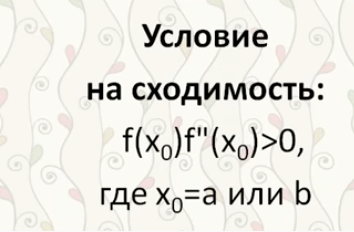 Условие
на сходимость:
f(x₀)f"(x₀)>0,
где x₀=a или b